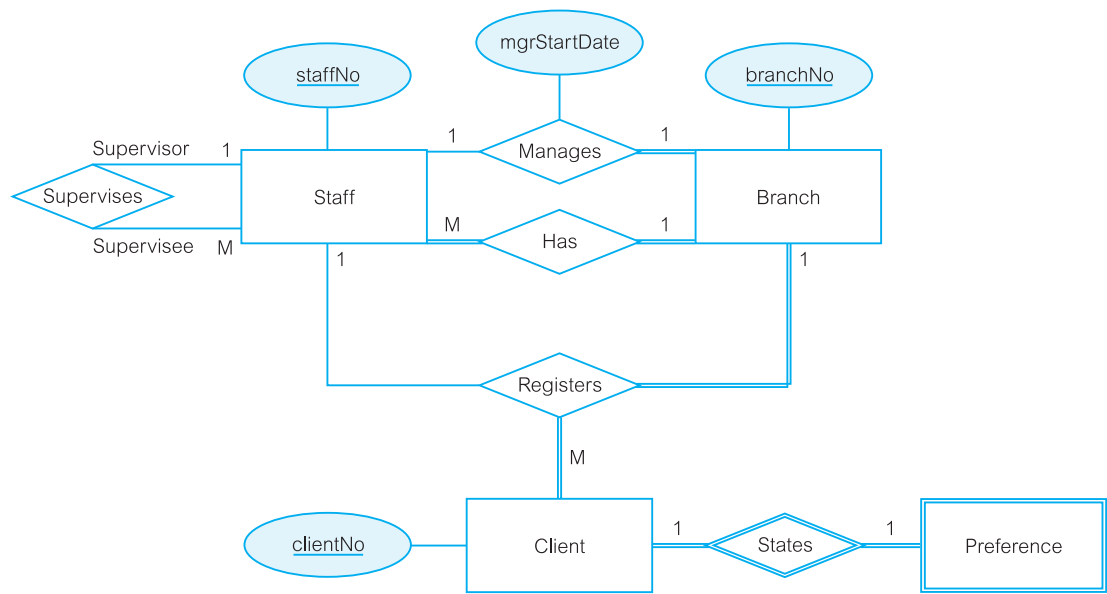 mgrStartDate
staffNo
branchNo
1
1
Supervisor
1
Manages
Supervises
Staff
Branch
M
1
Supervisee
M
Has
1
1
Registers
M
1
1
clientNo
Client
States
Preference